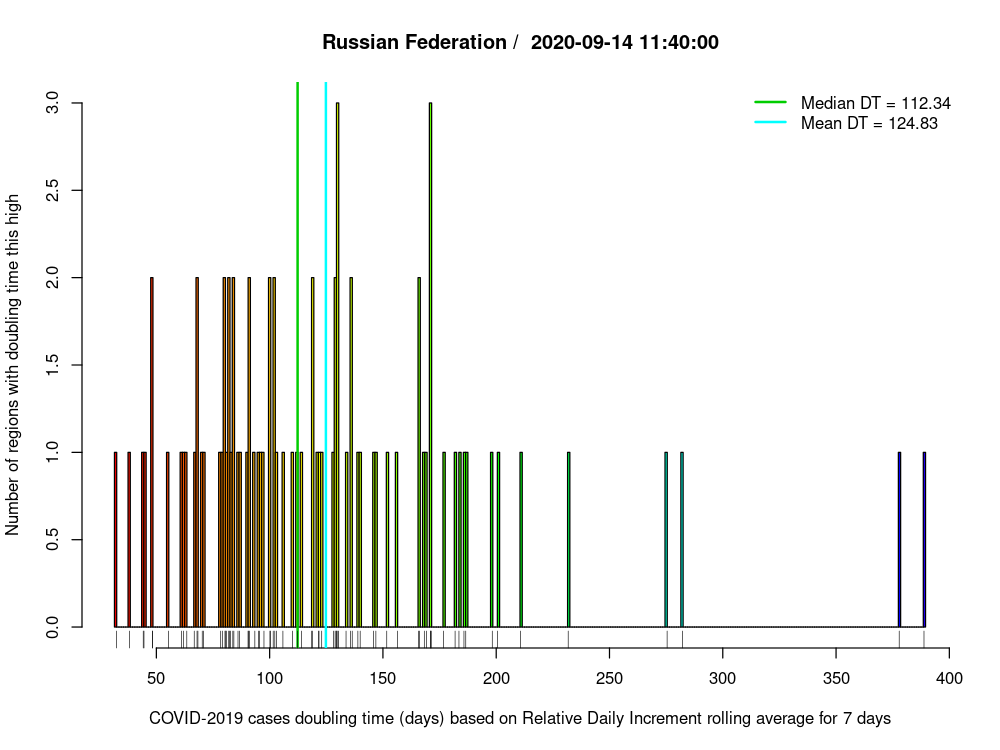 Russian Federation /  2020-09-14 11:40:00
Median DT = 112.34
Mean DT = 124.83
Number of regions with doubling time this high
3.0
2.5
2.0
1.5
1.0
0.5
0.0
50 100 150 200 250 300 350 400
COVID-2019 cases doubling time (days) based on Relative Daily Increment rolling average for 7 days